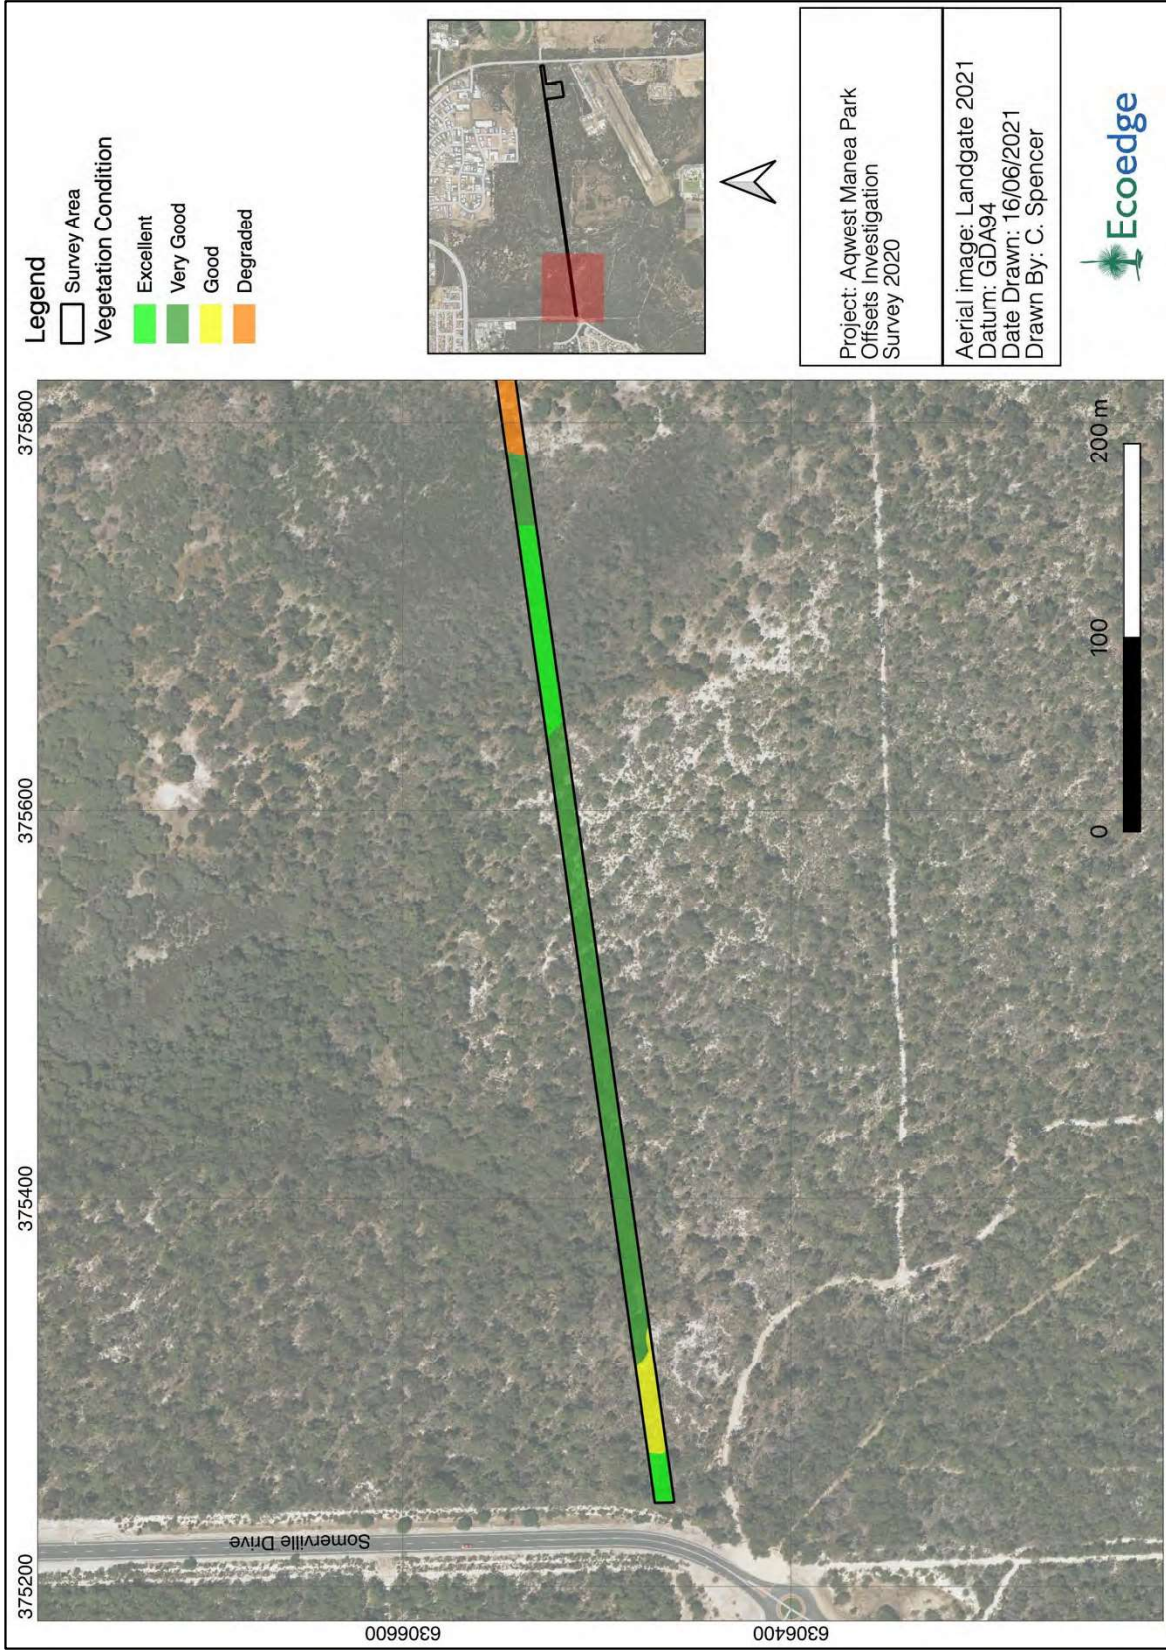 375200
375400
375600
375800
6306600
6306400
Somerville Drive
0
100
200 m
Legend
Survey Area
Vegetation Condition
Excellent
Very Good
Good
Degraded
Project: Aqwest Manea Park
Offsets Investigation
Survey 2020
Aerial image: Landgate 2021
Datum: GDA94
Date Drawn: 16/06/2021
Drawn By: C. Spencer
Ecoedge